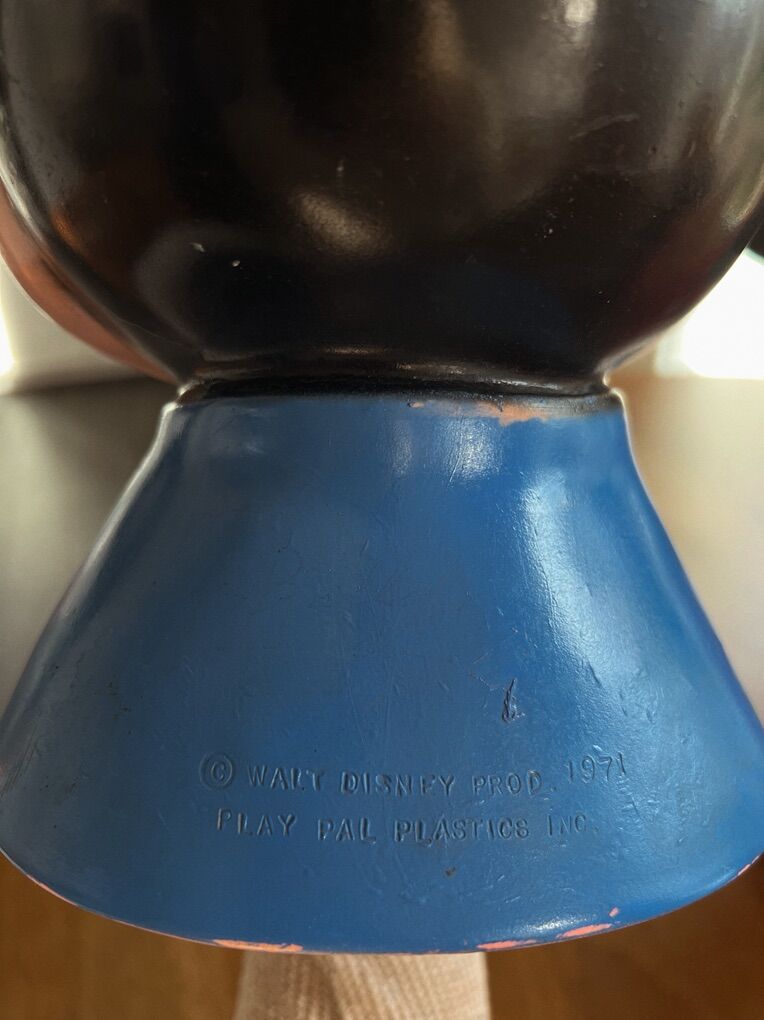 © WALT DISNEY PROD. 1971
PLAY PAL PLASTICS INC.